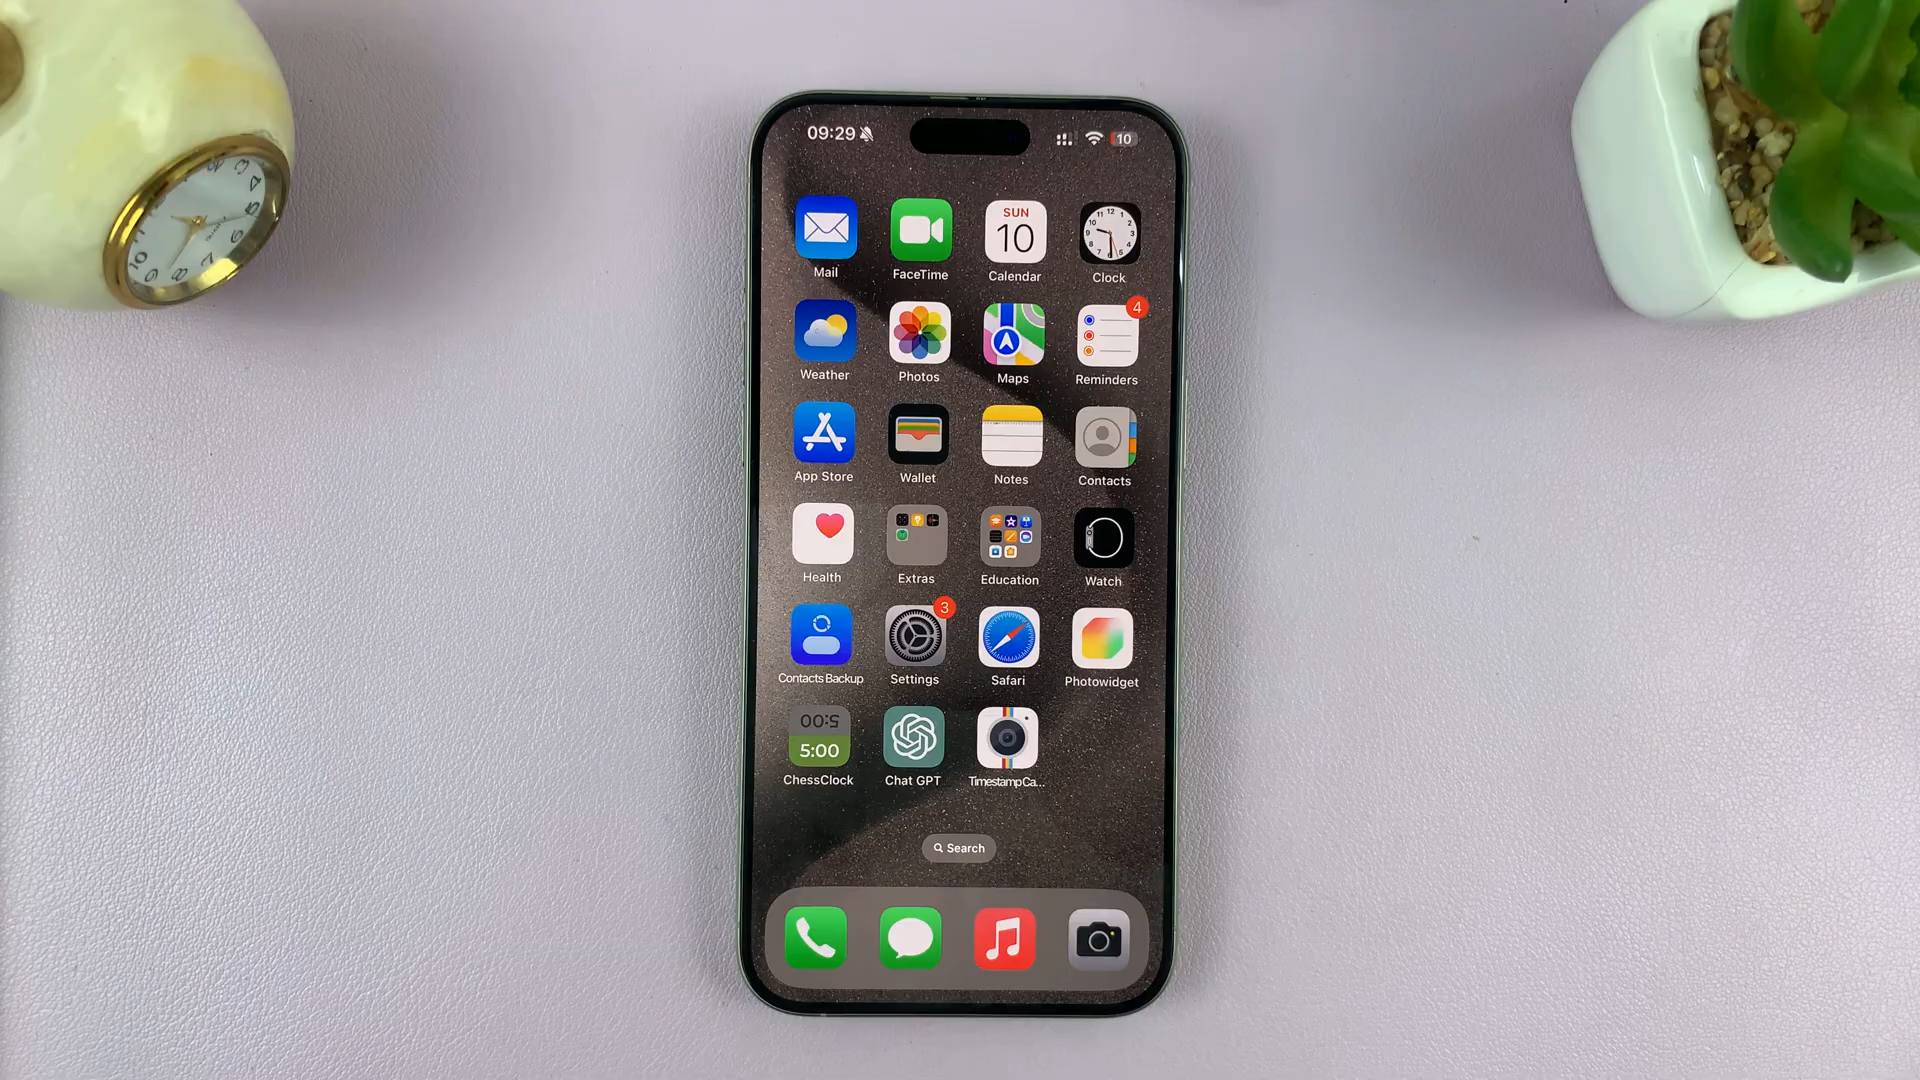 09:29
10
SUN
10
Mail
FaceTime
Calendar
Clock
4
Weather
Photos
Maps
Reminders
App Store
Wallet
Notes
Contacts
Health
Extras
Education
Watch
3
Contacts Backup
Settings
Safari
Photowidget
5:00
5:00
ChessClock
Chat GPT
TimestampCa...
Search